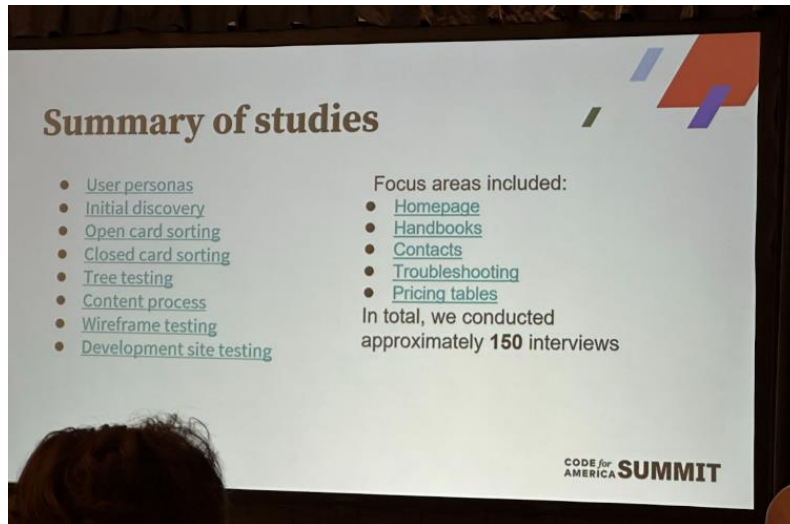 Summary of studies
User personas
Initial discovery
Open card sorting
Closed card sorting
Tree testing
Content process
Wireframe testing
Development site testing
Focus areas included:
Homepage
Handbooks
Contacts
Troubleshooting
Pricing tables
In total, we conducted
approximately 150 interviews
CODE for
AMERICA SUMMIT